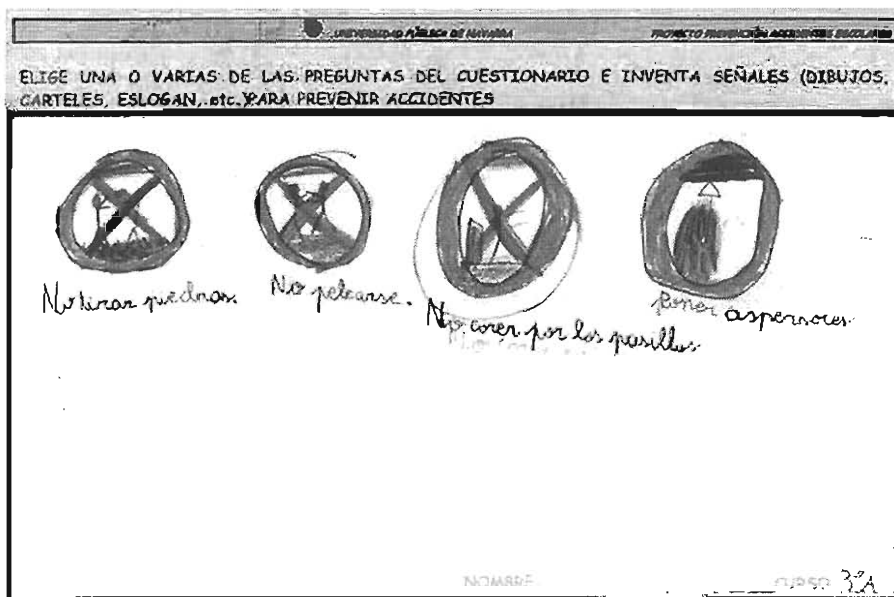 UNIVERSIDAD PÚBLICA DE NAVARRA PROYECTO PREVENCIÓN ACCIDENTES ESCOLARES
ELIGE UNA O VARIAS DE LAS PREGUNTAS DEL CUESTIONARIO E INVENTA SEÑALES (DIBUJOS,
CARTELES, ESLOGAN, etc.) PARA PREVENIR ACCIDENTES
No tirar piedras.
No pelearse.
No corer por los pasillos
poner aspersores
NOMBRE
CURSO 3ºA